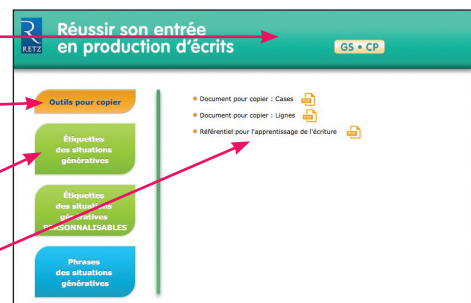 R
RETZ
Réussir son entrée
en production d'écrits
GS • CP
Outils pour copier
Étiquettes
des situations
génératives
Étiquettes
des situations
génératives
PERSONNALISABLES
Phrases
des situations
génératives
• Document pour copier : Cases
• Document pour copier : Lignes
• Référentiel pour l'apprentissage de l'écriture